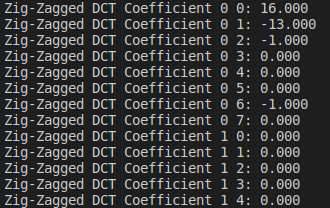 Zig-Zagged DCT Coefficient 0 0: 16.000
Zig-Zagged DCT Coefficient 0 1: -13.000
Zig-Zagged DCT Coefficient 0 2: -1.000
Zig-Zagged DCT Coefficient 0 3: 0.000
Zig-Zagged DCT Coefficient 0 4: 0.000
Zig-Zagged DCT Coefficient 0 5: 0.000
Zig-Zagged DCT Coefficient 0 6: -1.000
Zig-Zagged DCT Coefficient 0 7: 0.000
Zig-Zagged DCT Coefficient 1 0: 0.000
Zig-Zagged DCT Coefficient 1 1: 0.000
Zig-Zagged DCT Coefficient 1 2: 0.000
Zig-Zagged DCT Coefficient 1 3: 0.000
Zig-Zagged DCT Coefficient 1 4: 0.000